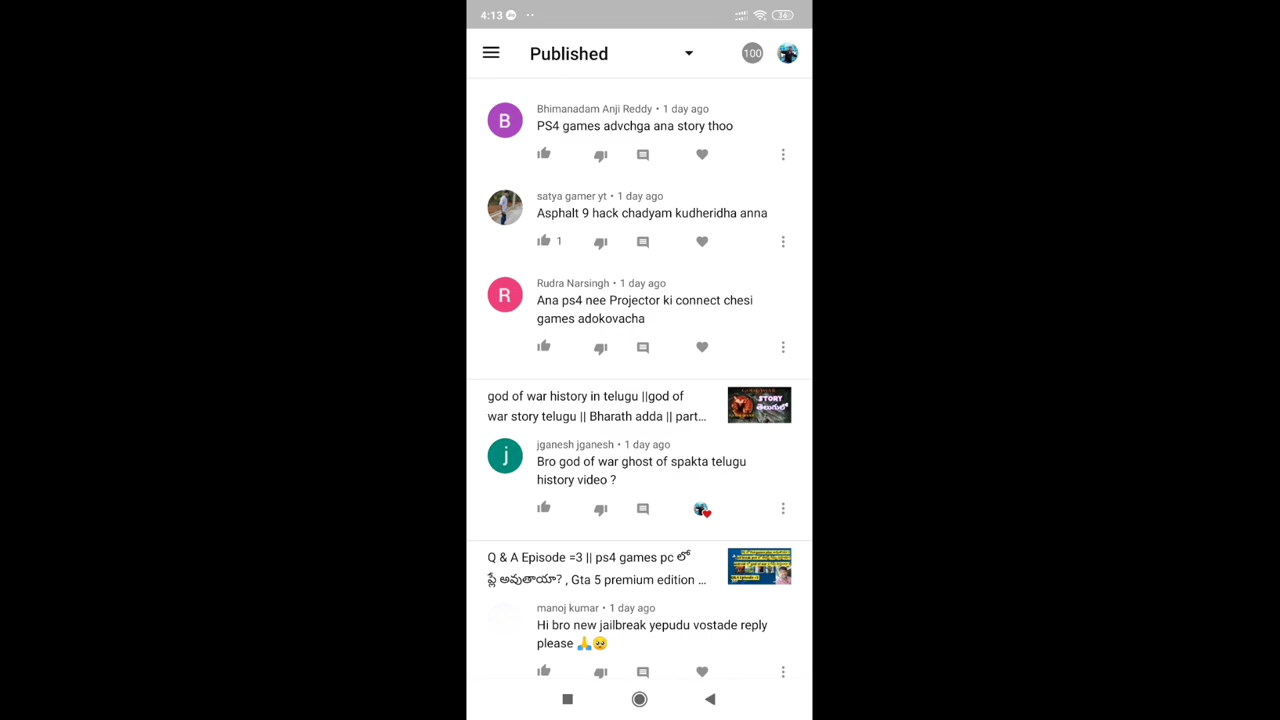 4:13
36
Published
100
Bhimanadam Anji Reddy • 1 day ago
B
PS4 games advchga ana story thoo
satya gamer yt • 1 day ago
Asphalt 9 hack chadyam kudheridha anna
1
Rudra Narsingh • 1 day ago
R
Ana ps4 nee Projector ki connect chesi
games adokovacha
god of war history in telugu ||god of
war story telugu || Bharath adda || part...
STORY
తెలుగులో
jganesh jganesh • 1 day ago
j
Bro god of war ghost of spakta telugu
history video ?
Q & A Episode =3 || ps4 games pc లో
ప్లే అవుతాయా? , Gta 5 premium edition ...
Q&A Episode =3
manoj kumar • 1 day ago
Hi bro new jailbreak yepudu vostade reply
please 🙏🥺